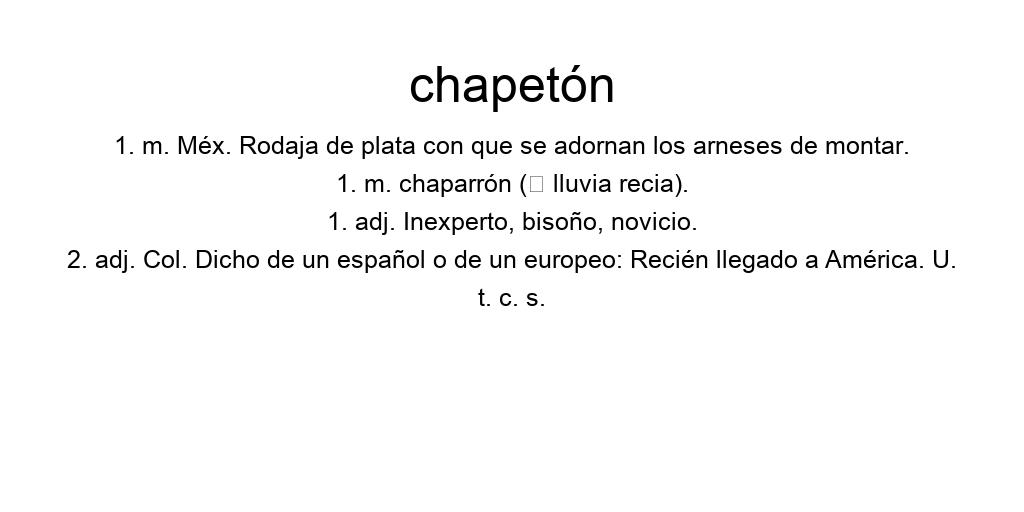 chapetón
1. m. Méx. Rodaja de plata con que se adornan los arneses de montar.
1. m. chaparrón (□ lluvia recia).
1. adj. Inexperto, bisoño, novicio.
2. adj. Col. Dicho de un español o de un europeo: Recién llegado a América. U.
t. c. s.